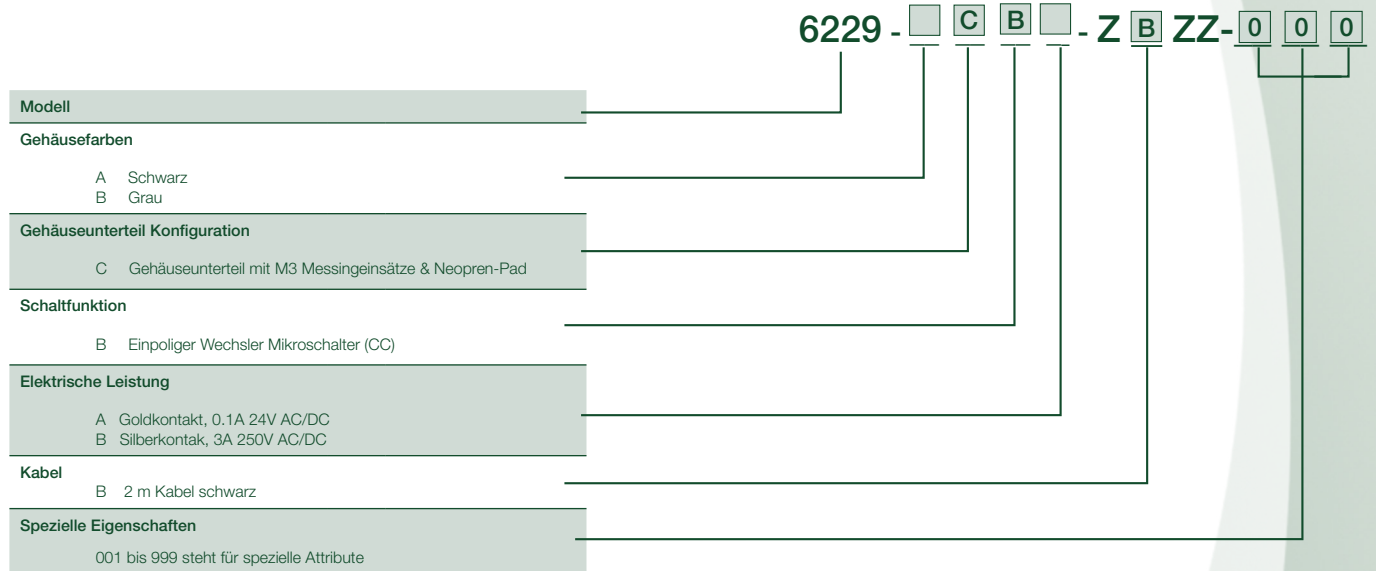 6229 - C B - Z B ZZ- 0 0 0
Modell
Gehäusefarben
A Schwarz
B Grau
Gehäuseunterteil Konfiguration
C Gehäuseunterteil mit M3 Messingeinsätze & Neopren-Pad
Schaltfunktion
B Einpoliger Wechsler Mikroschalter (CC)
Elektrische Leistung
A Goldkontakt, 0.1A 24V AC/DC
B Silberkontak, 3A 250V AC/DC
Kabel
B 2 m Kabel schwarz
Spezielle Eigenschaften
001 bis 999 steht für spezielle Attribute